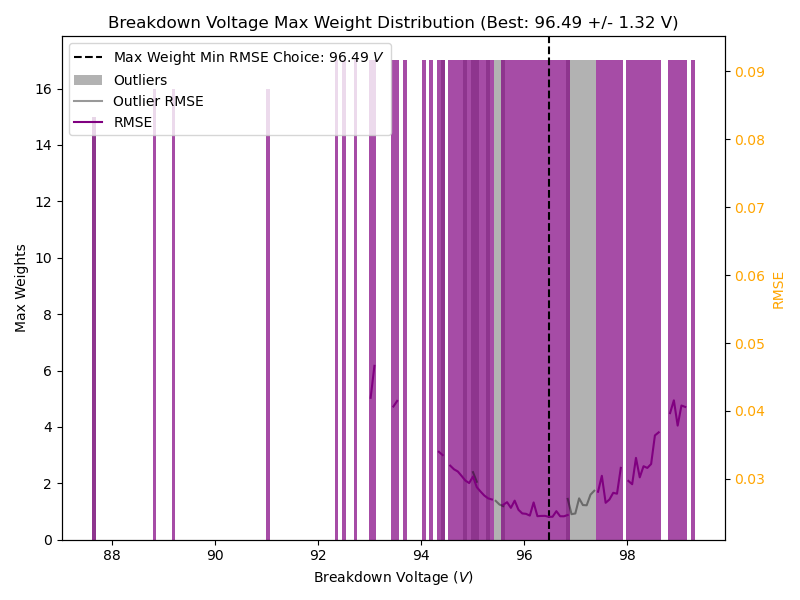 Breakdown Voltage Max Weight Distribution (Best: 96.49 +/- 1.32 V)
Max Weight Min RMSE Choice: 96.49 V
Outliers
Outlier RMSE
RMSE
Max Weights
16
14
12
10
8
6
4
2
0
0.09
0.08
0.07
0.06
0.05
0.04
0.03
RMSE
88 90 92 94 96 98
Breakdown Voltage (V)